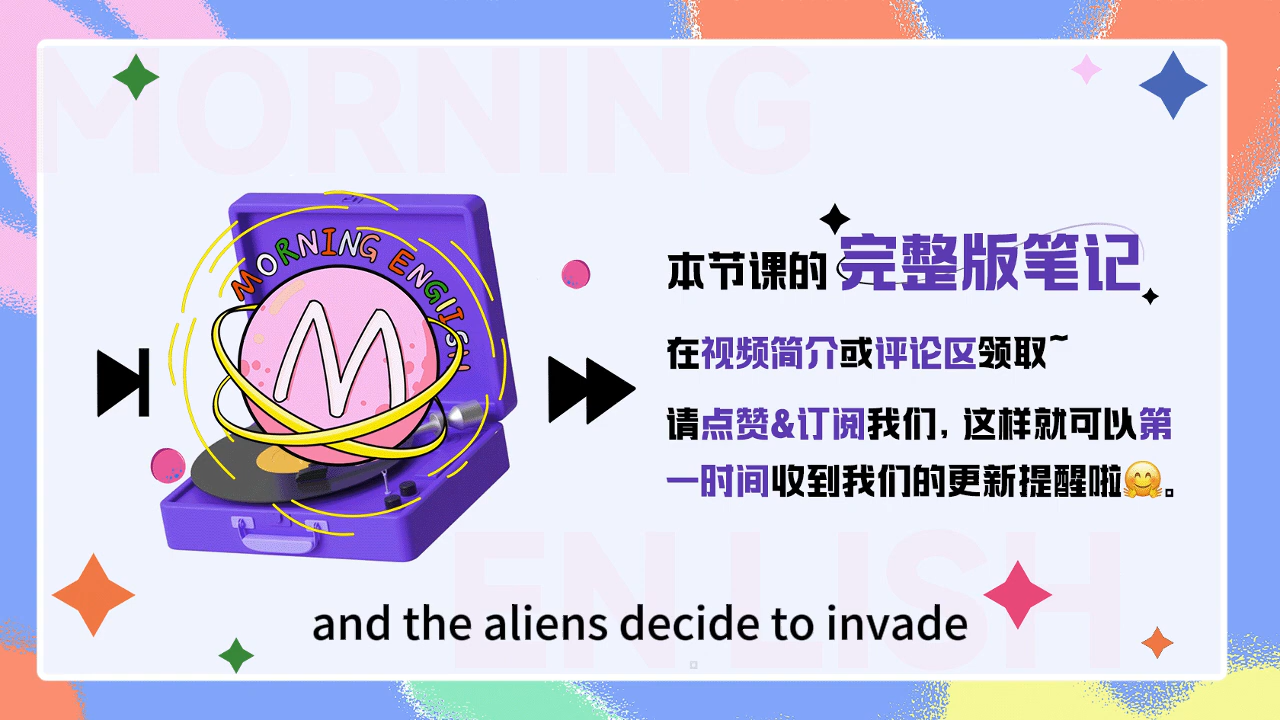 MORNING
MORNING ENGLISH
M
本节课的 完整版笔记
在视频简介或评论区领取~
请点赞&订阅我们, 这样就可以第
一时间收到我们的更新提醒啦🤗。
EN LISH
and the aliens decide to invade